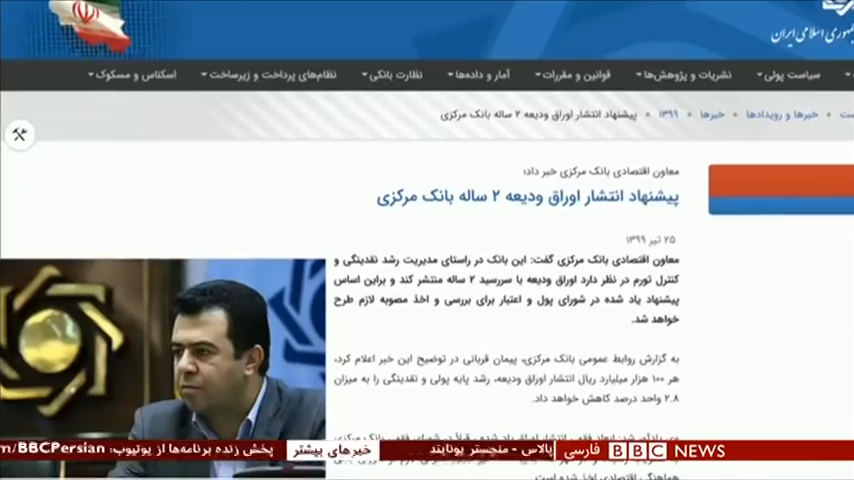 جمهوری اسلامی ایران
سیاست پولی نشریات و پژوهش‌ها قوانین و مقررات آمار و داده‌ها نظارت بانکی نظام‌های پرداخت و زیرساخت اسکناس و مسکوک
خبرها و رویدادها خبرها ۱۳۹۹ پیشنهاد انتشار اوراق ودیعه ۲ ساله بانک مرکزی
معاون اقتصادی بانک مرکزی خبر داد؛
پیشنهاد انتشار اوراق ودیعه ۲ ساله بانک مرکزی
۲۵ تیر ۱۳۹۹
معاون اقتصادی بانک مرکزی گفت: این بانک در راستای مدیریت رشد نقدینگی و
کنترل تورم در نظر دارد اوراق ودیعه با سررسید ۲ ساله منتشر کند و براین اساس
پیشنهاد یاد شده در شورای پول و اعتبار برای بررسی و اخذ مصوبه لازم طرح
خواهد شد.
به گزارش روابط عمومی بانک مرکزی، پیمان قربانی در توضیح این خبر اعلام کرد،
هر ۱۰۰ هزار میلیارد ریال انتشار اوراق ودیعه، رشد پایه پولی و نقدینگی را به میزان
۲.۸ واحد درصد کاهش خواهد داد.
BBC NEWS فارسی
پالاس - منچستر یونایتد
خبرهای بیشتر
پخش زنده برنامه‌ها از یوتیوب: m/BBCPersian
هماهنگی اقتصادی اخذ شده است.